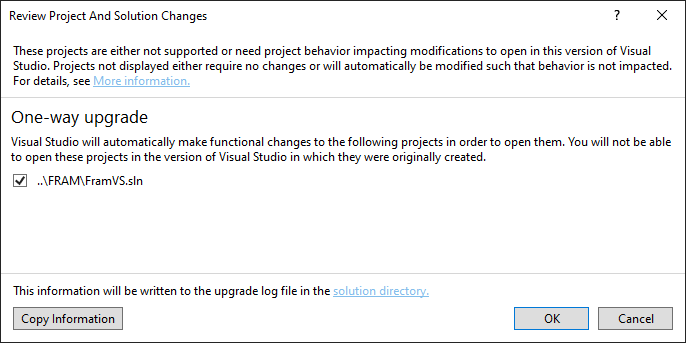 Review Project And Solution Changes
These projects are either not supported or need project behavior impacting modifications to open in this version of Visual
Studio. Projects not displayed either require no changes or will automatically be modified such that behavior is not impacted.
For details, see More information.
One-way upgrade
Visual Studio will automatically make functional changes to the following projects in order to open them. You will not be able
to open these projects in the version of Visual Studio in which they were originally created.
..\FRAM\FramVS.sln
This information will be written to the upgrade log file in the solution directory.
Copy Information
OK
Cancel